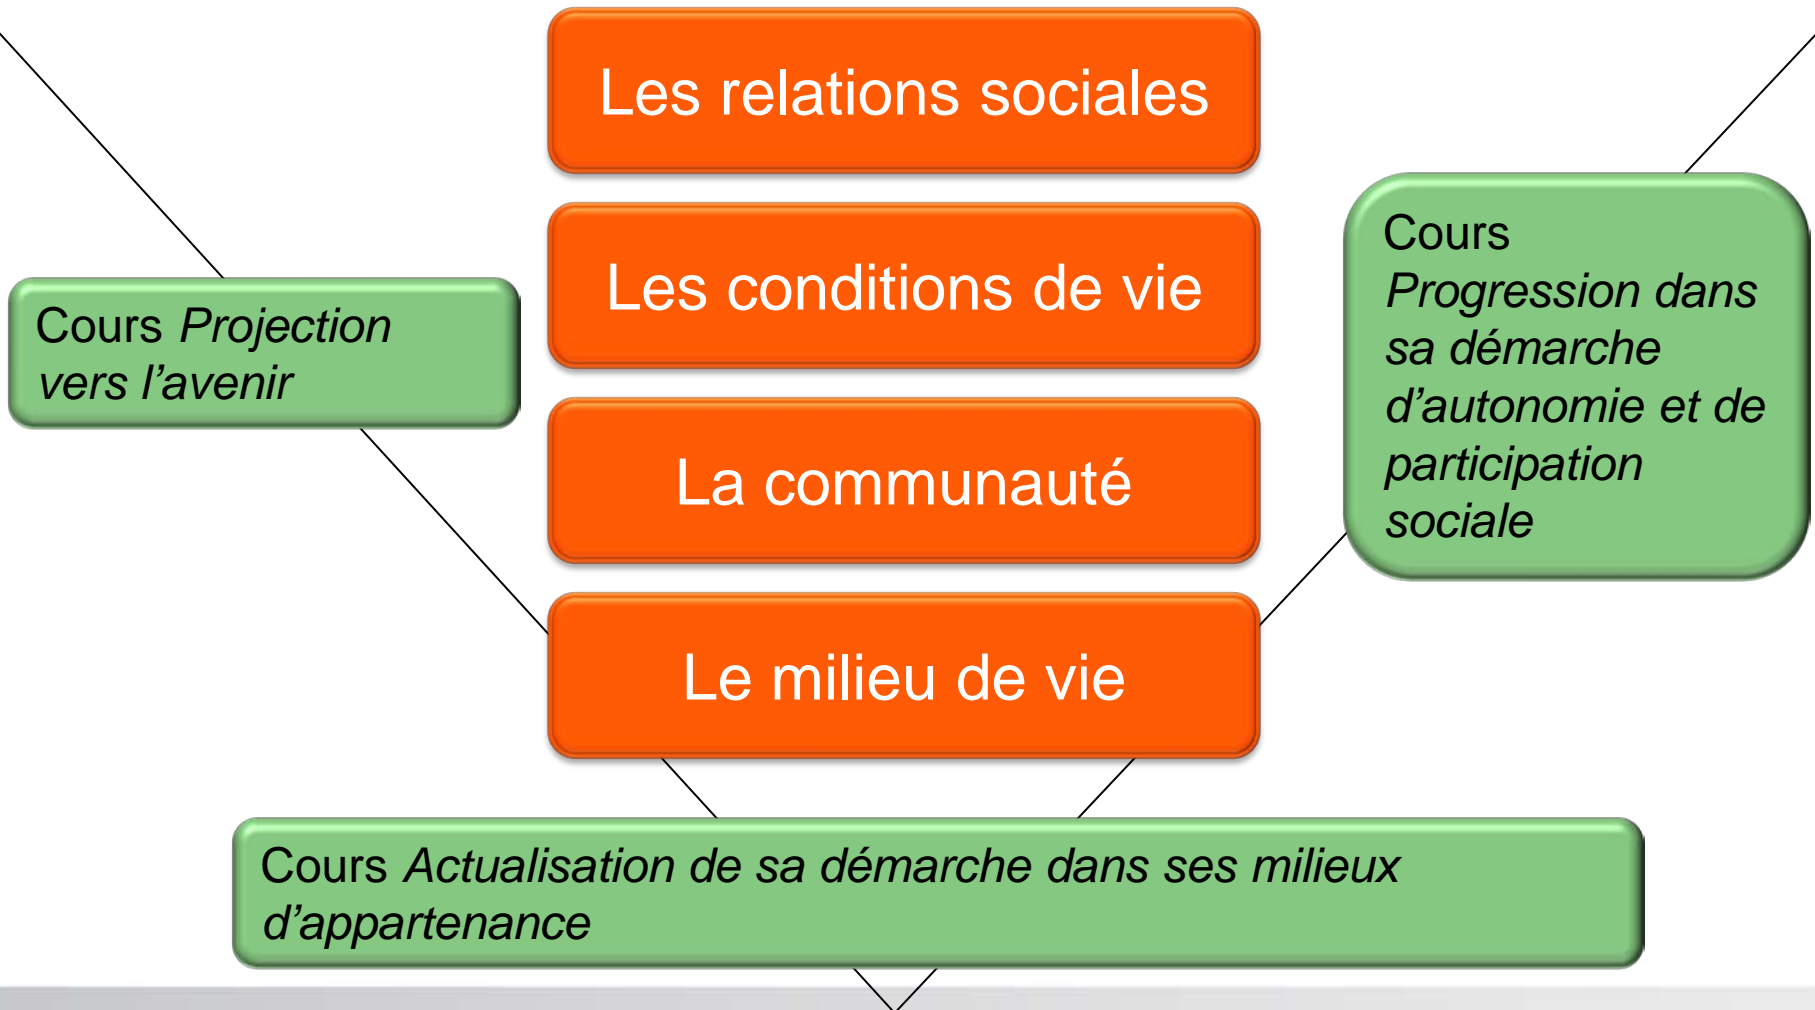 Les relations sociales
Les conditions de vie
La communauté
Le milieu de vie
Cours Projection
vers l’avenir
Cours
Progression dans
sa démarche
d’autonomie et de
participation
sociale
Cours Actualisation de sa démarche dans ses milieux
d’appartenance